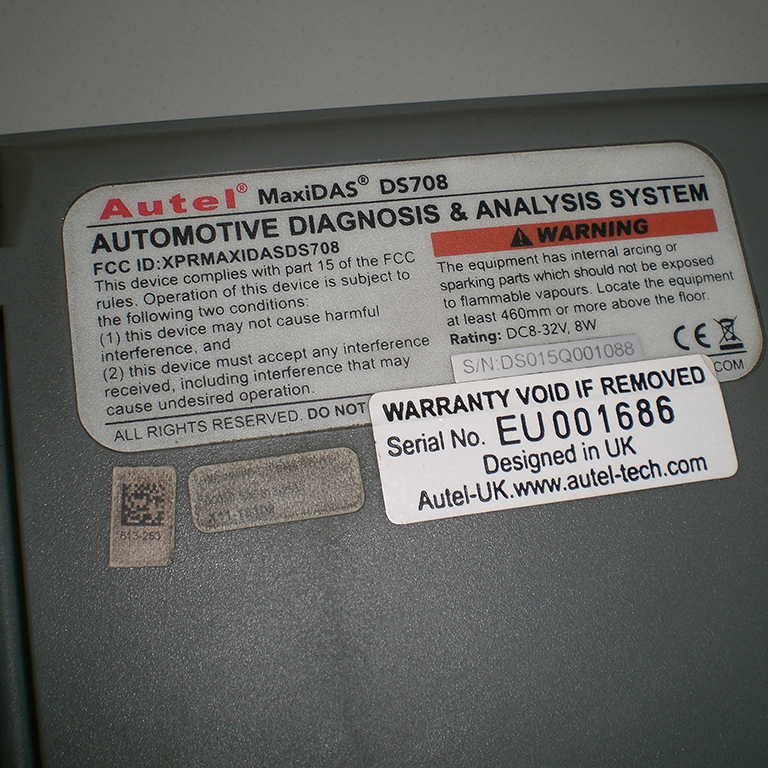 Autel® MaxiDAS® DS708
AUTOMOTIVE DIAGNOSIS & ANALYSIS SYSTEM
FCC ID:XPRMAXIDASDS708
This device complies with part 15 of the FCC
rules. Operation of this device is subject to
the following two conditions:
(1) this device may not cause harmful
interference, and
(2) this device must accept any interference
received, including interference that may
cause undesired operation.
WARNING
The equipment has internal arcing or
sparking parts which should not be exposed
to flammable vapours. Locate the equipment
at least 460mm or more above the floor.
Rating: DC8-32V, 8W
CE
S/N:DS015Q001088
ALL RIGHTS RESERVED. DO NOT
COM
WARRANTY VOID IF REMOVED
Serial No. EU001686
Designed in UK
Autel-UK.www.autel-tech.com
613-253